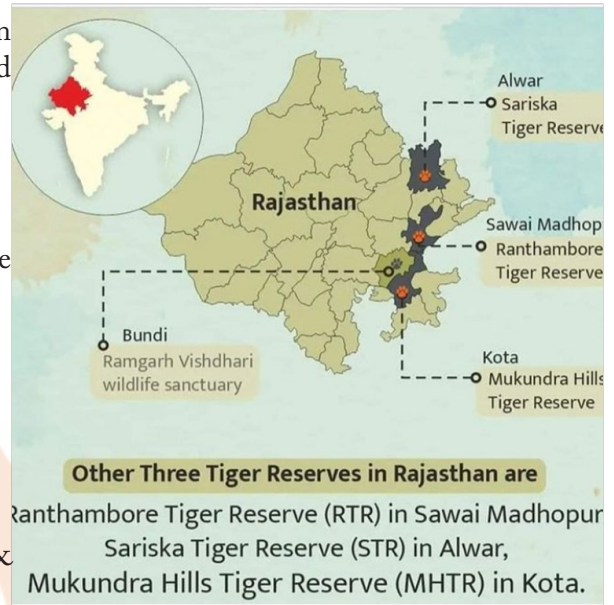 n
d
e
&
Alwar
Sariska
Tiger Reserve
Rajasthan
Sawai Madhop
Ranthambore
Tiger Reserve
Bundi
Ramgarh Vishdhari
wildlife sanctuary
Kota
Mukundra Hills
Tiger Reserve
Other Three Tiger Reserves in Rajasthan are
Ranthambore Tiger Reserve (RTR) in Sawai Madhopur
Sariska Tiger Reserve (STR) in Alwar,
Mukundra Hills Tiger Reserve (MHTR) in Kota.